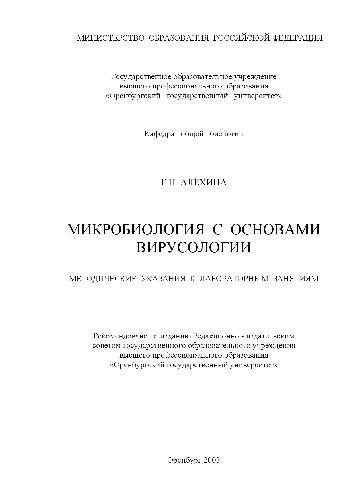 МИНИСТЕРСТВО ОБРАЗОВАНИЯ РОССИЙСКОЙ ФЕДЕРАЦИИ
Государственное образовательное учреждение
высшего профессионального образования
«Оренбургский государственный университет»
Кафедра общей биологии
АЛЕХИНА
МИКРОБИОЛОГИЯ С ОСНОВАМИ
ВИРУСОЛОГИИ
МЕТОДИЧЕСКИЕ УКАЗАНИЯ К ЛАБОРАТОРНЫМ ЗАНЯТИЯМ
Рекомендовано к изданию Редакционно-издательским
советом государственного образовательного учреждения
высшего профессионального образования
«Оренбургский государственный университет»
Оренбург 2003